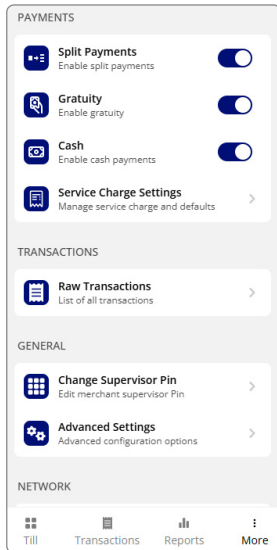 PAYMENTS
Split Payments
Enable split payments
Gratuity
Enable gratuity
Cash
Enable cash payments
Service Charge Settings
Manage service charge and defaults
TRANSACTIONS
Raw Transactions
List of all transactions
GENERAL
Change Supervisor Pin
Edit merchant supervisor Pin
Advanced Settings
Advanced configuration options
NETWORK
Till Transactions Reports More